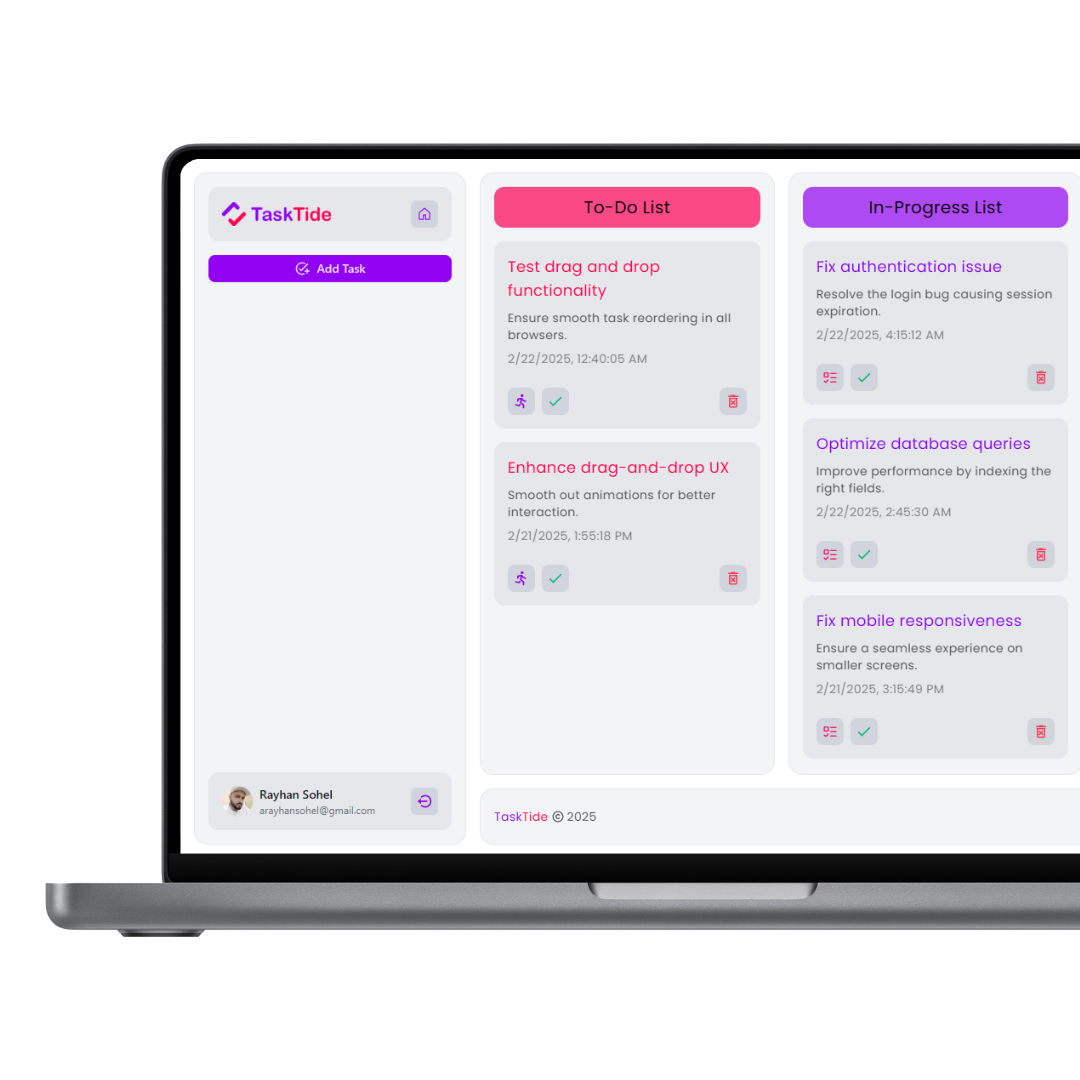 TaskTide
Add Task
Rayhan Sohel
arayhansohel@gmail.com
To-Do List
Test drag and drop
functionality
Ensure smooth task reordering in all
browsers.
2/22/2025, 12:40:05 AM
Enhance drag-and-drop UX
Smooth out animations for better
interaction.
2/21/2025, 1:55:18 PM
In-Progress List
Fix authentication issue
Resolve the login bug causing session
expiration.
2/22/2025, 4:15:12 AM
Optimize database queries
Improve performance by indexing the
right fields.
2/22/2025, 2:45:30 AM
Fix mobile responsiveness
Ensure a seamless experience on
smaller screens.
2/21/2025, 3:15:49 PM
TaskTide © 2025